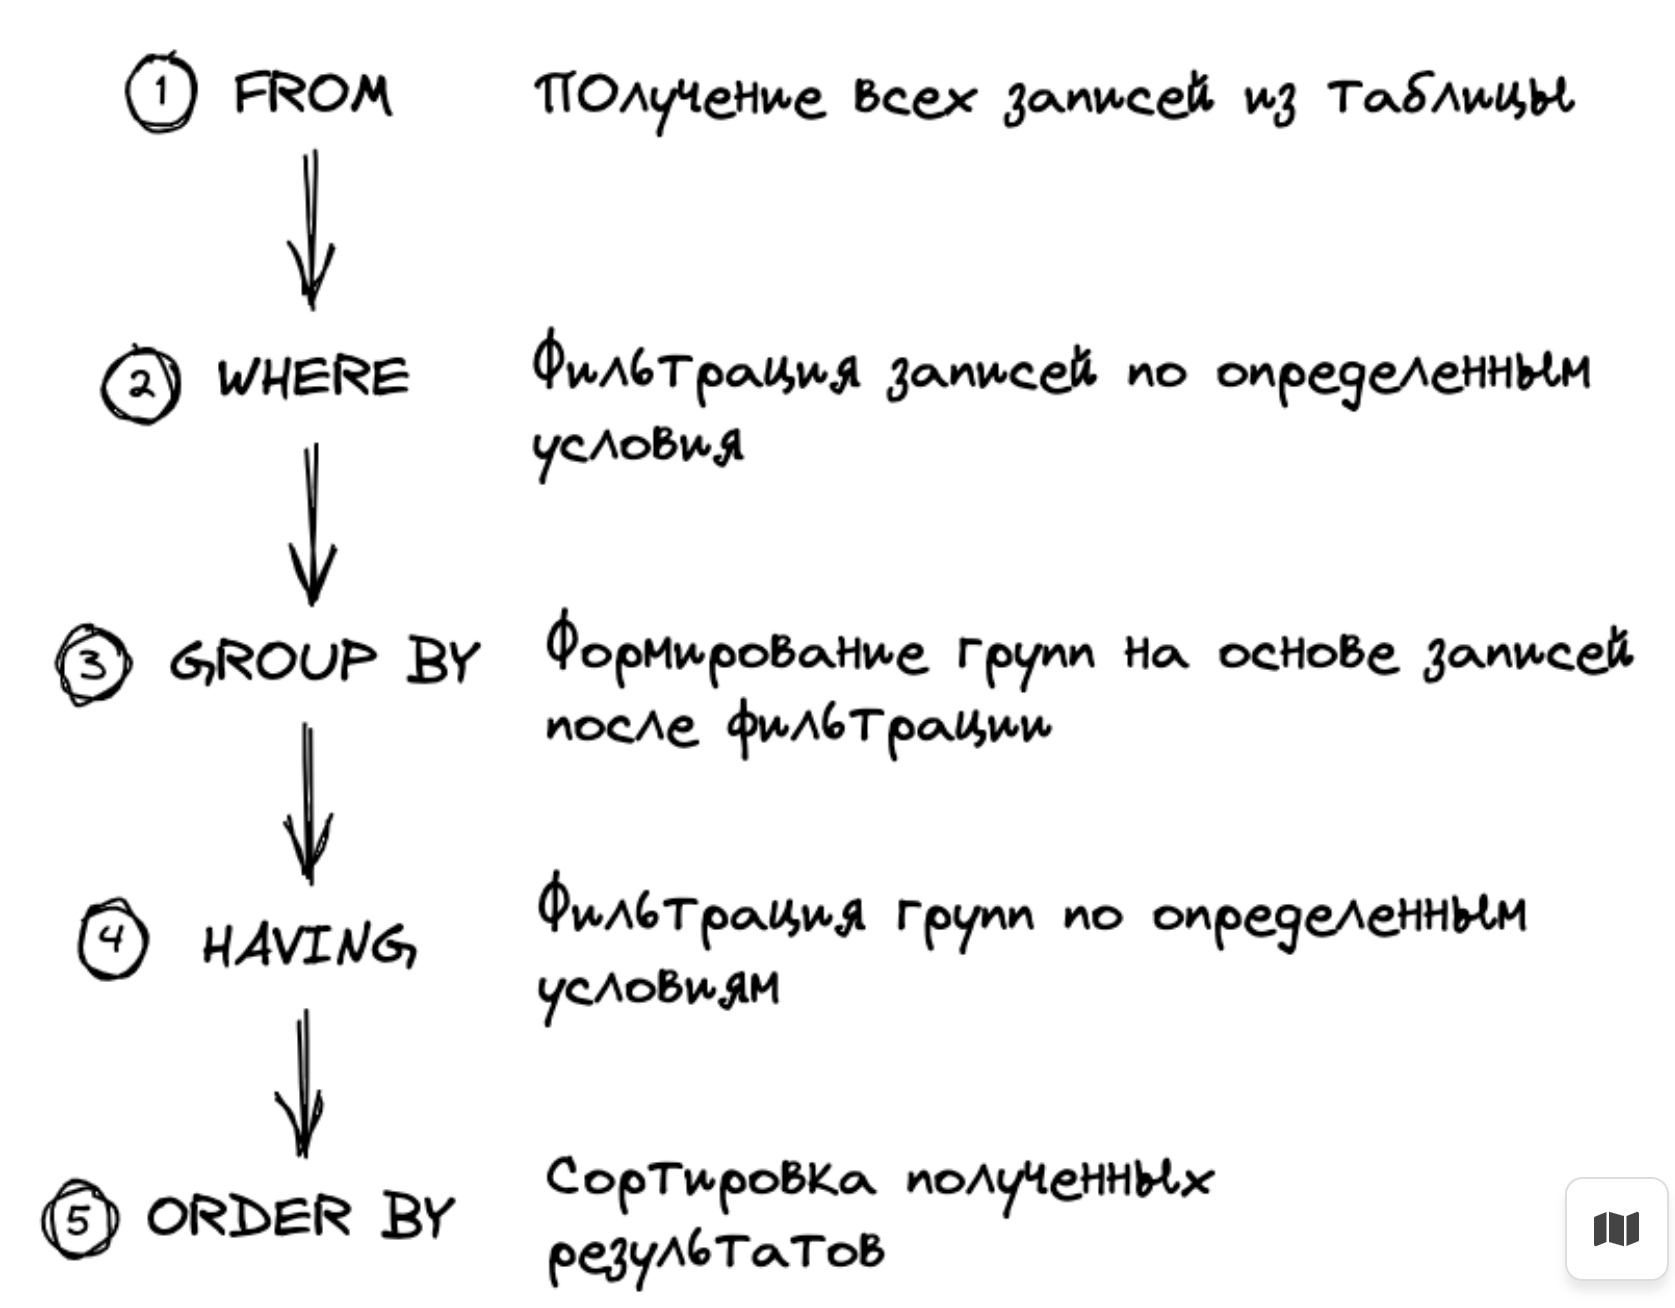 1 FROM ПОлучение всех записей из таблицы
2 WHERE Фильтрация записей по определенным
условия
3 GROUP BY Формирование групп на основе записей
после фильтрации
4 HAVING Фильтрация групп по определенным
условиям
5 ORDER BY Сортировка полученных
результатов